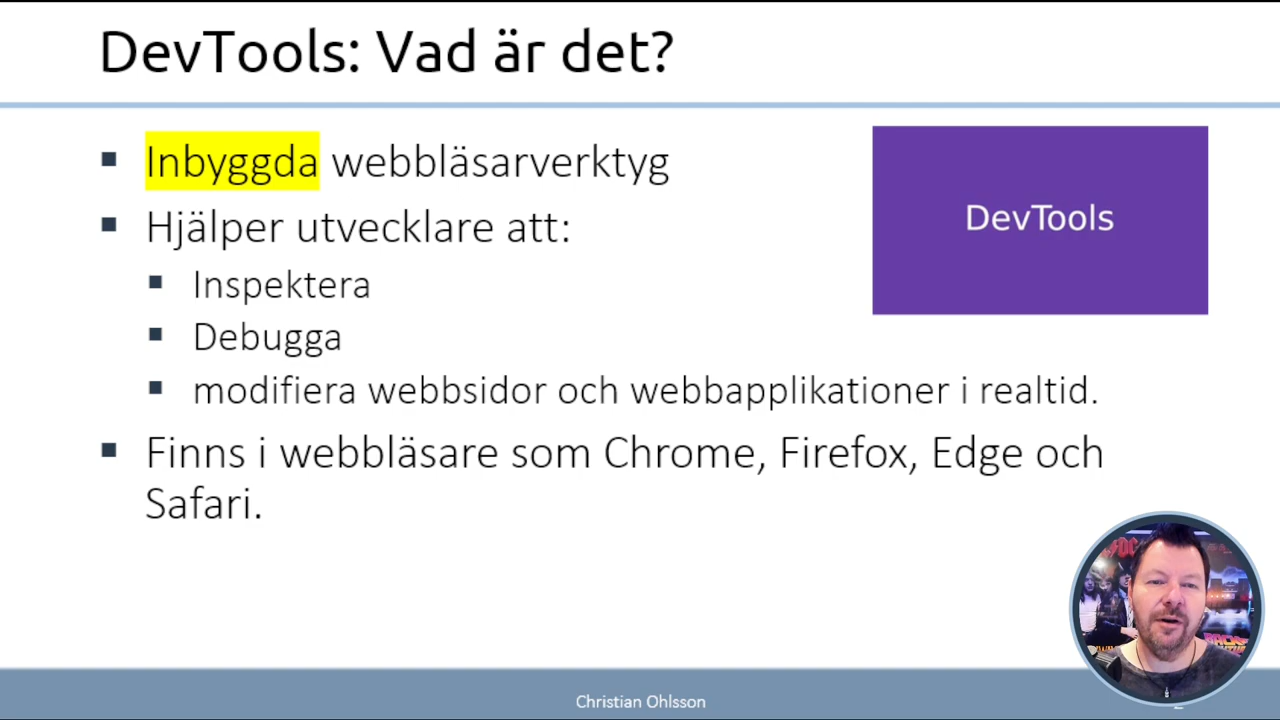 DevTools: Vad är det?
Inbyggda webbläsarverktyg
DevTools
Hjälper utvecklare att:
Inspektera
Debugga
modifiera webbsidor och webbapplikationer i realtid.
Finns i webbläsare som Chrome, Firefox, Edge och
Safari.
Christian Ohlsson